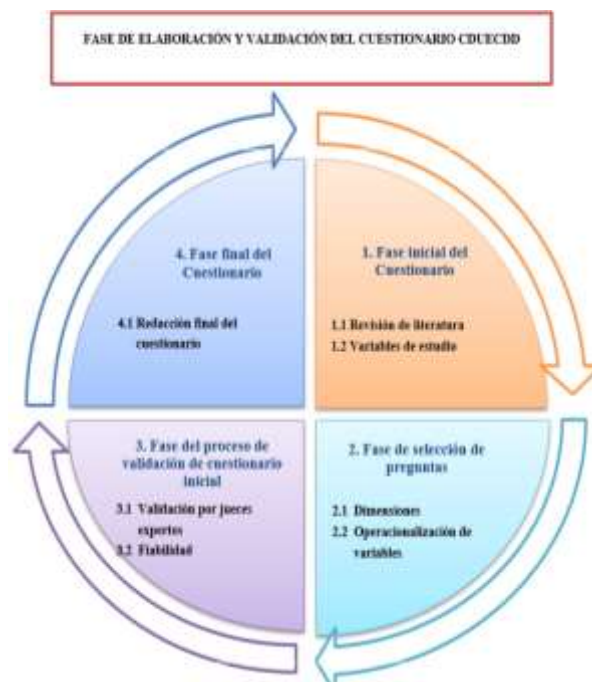 FASE DE ELABORACIÓN Y VALIDACIÓN DEL CUESTIONARIO CDUECDD
1. Fase inicial del
Cuestionario
1.1 Revisión de literatura
1.2 Variables de estudio
2. Fase de selección de
preguntas
2.1 Dimensiones
2.2 Operacionalización de
variables
3. Fase del proceso de
validación de cuestionario
inicial
3.1 Validación por jueces
expertos
3.2 Fiabilidad
4. Fase final del
Cuestionario
4.1 Redacción final del
cuestionario